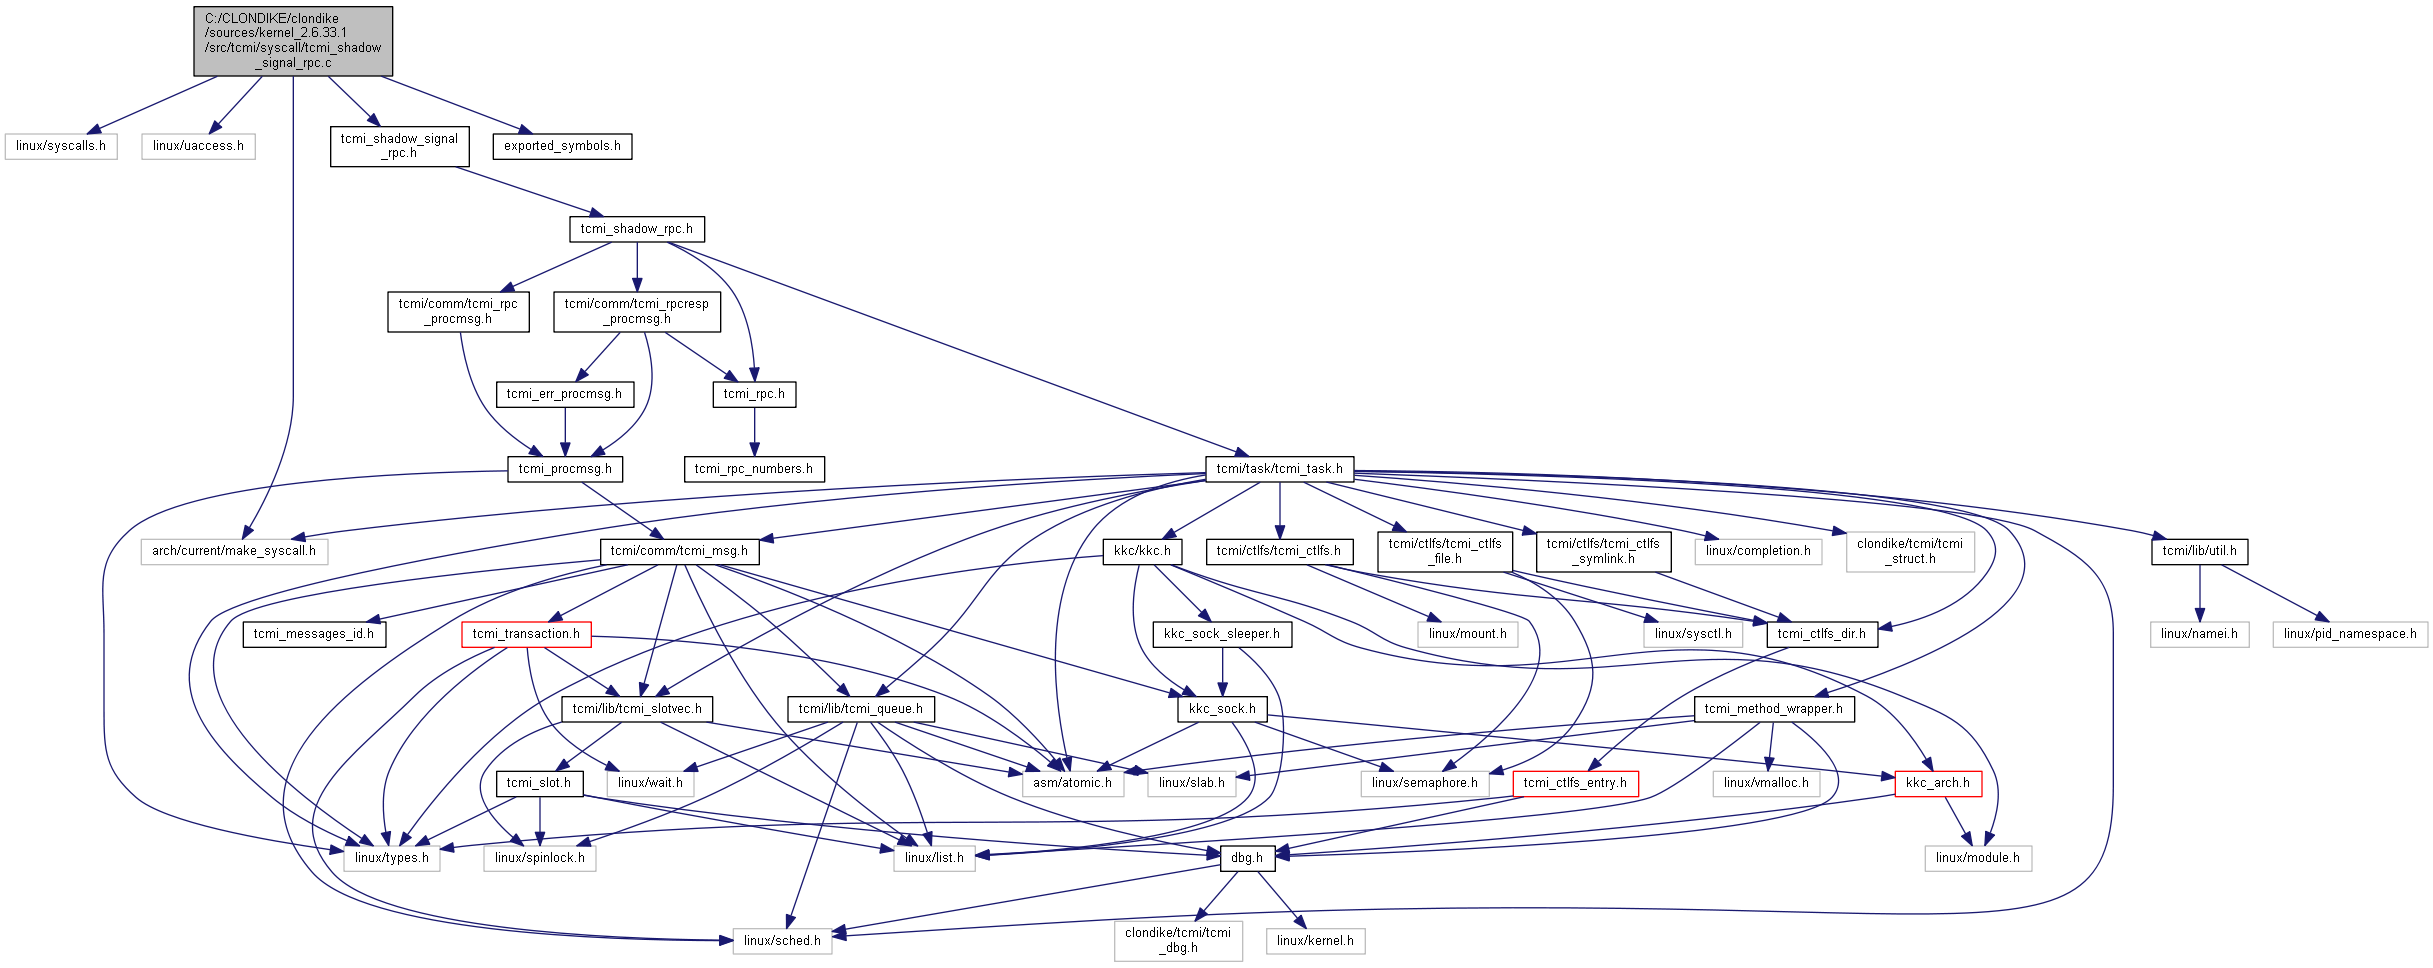 C:/CLONDIKE/clondike
/sources/kernel_2.6.33.1
/src/tcmi/syscall/tcmi_shadow
_signal_rpc.c
linux/syscalls.h
linux/uaccess.h
tcmi_shadow_signal
_rpc.h
exported_symbols.h
tcmi_shadow_rpc.h
tcmi/comm/tcmi_rpc
_procmsg.h
tcmi/comm/tcmi_rpcresp
_procmsg.h
tcmi_err_procmsg.h
tcmi_rpc.h
tcmi_procmsg.h
tcmi_rpc_numbers.h
tcmi/task/tcmi_task.h
arch/current/make_syscall.h
tcmi/comm/tcmi_msg.h
kkc/kkc.h
tcmi/ctlfs/tcmi_ctlfs.h
tcmi/ctlfs/tcmi_ctlfs
_file.h
tcmi/ctlfs/tcmi_ctlfs
_symlink.h
linux/completion.h
clondike/tcmi/tcmi
_struct.h
tcmi/lib/util.h
tcmi_messages_id.h
tcmi_transaction.h
kkc_sock_sleeper.h
linux/mount.h
linux/sysctl.h
tcmi_ctlfs_dir.h
linux/namei.h
linux/pid_namespace.h
tcmi/lib/tcmi_slotvec.h
tcmi/lib/tcmi_queue.h
kkc_sock.h
tcmi_method_wrapper.h
tcmi_slot.h
linux/wait.h
asm/atomic.h
linux/slab.h
linux/semaphore.h
tcmi_ctlfs_entry.h
linux/vmalloc.h
kkc_arch.h
linux/types.h
linux/spinlock.h
linux/list.h
dbg.h
linux/module.h
linux/sched.h
clondike/tcmi/tcmi
_dbg.h
linux/kernel.h